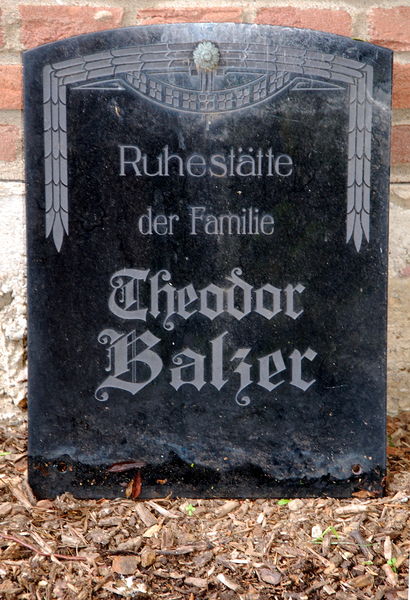 Ruhestätte
der Familie
Theodor
Balzer